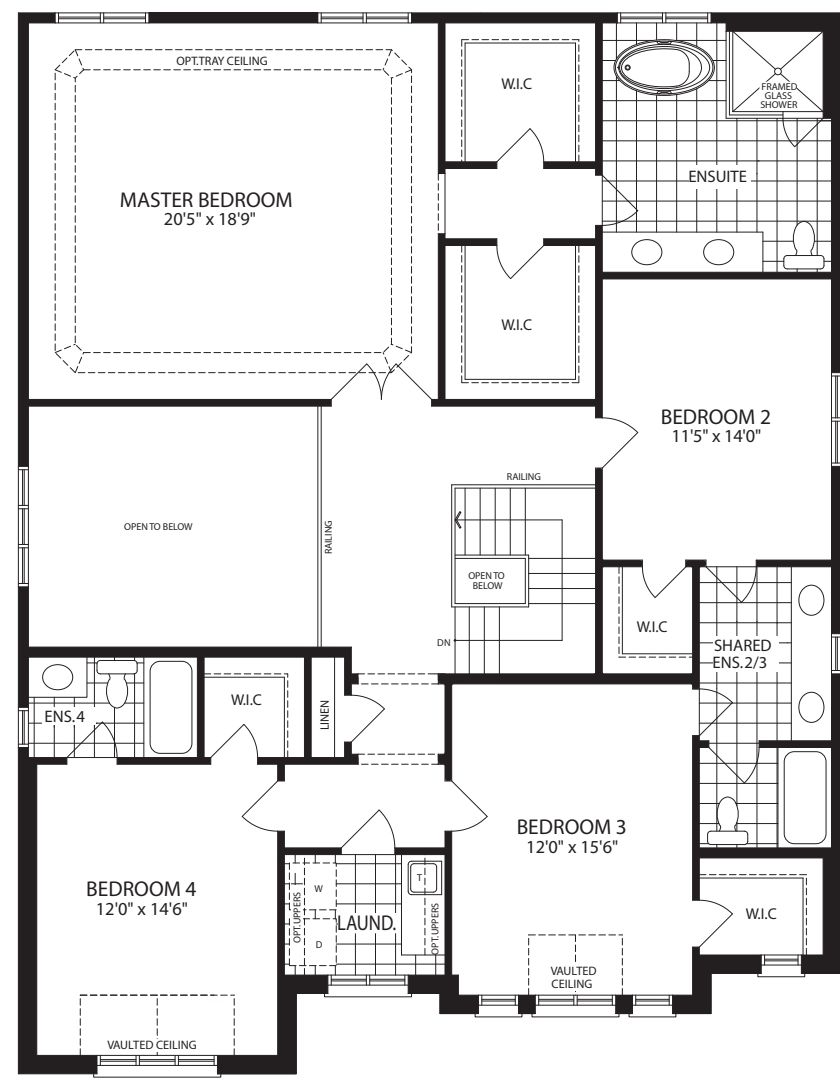 OPT.TRAY CEILING
MASTER BEDROOM
20'5" x 18'9"
W.I.C
FRAMED
GLASS
SHOWER
ENSUITE
W.I.C
BEDROOM 2
11'5" x 14'0"
RAILING
OPEN TO BELOW
RAILING
OPEN TO
BELOW
DN
W.I.C
SHARED
ENS.2/3
ENS.4
W.I.C
LINEN
BEDROOM 3
12'0" x 15'6"
BEDROOM 4
12'0" x 14'6"
OPT.UPPERS
W
D
LAUND.
T
OPT.UPPERS
W.I.C
VAULTED
CEILING
VAULTED CEILING